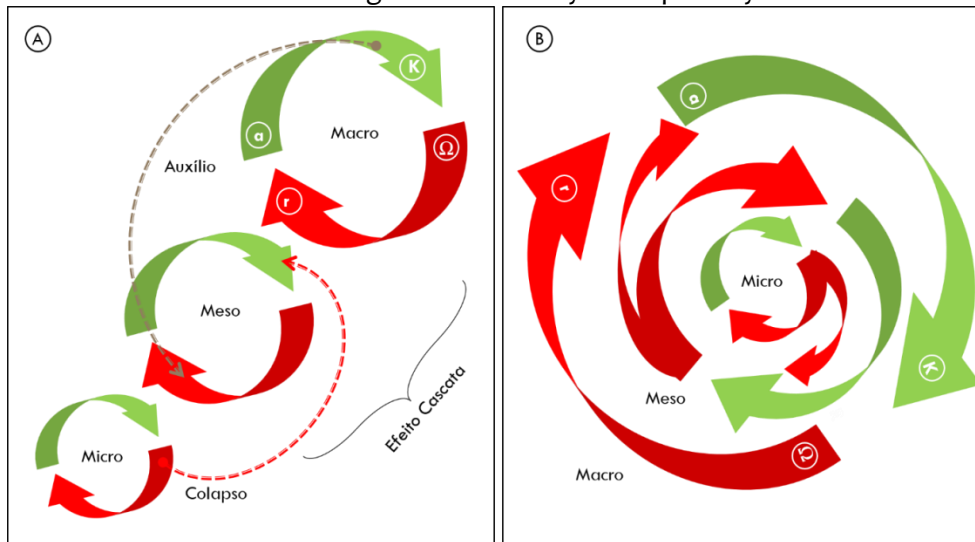 A
K
α
Macro
Ω
Auxílio
r
Meso
Efeito Cascata
Micro
Colapso
B
α
r
Micro
K
Meso
Ω
Macro